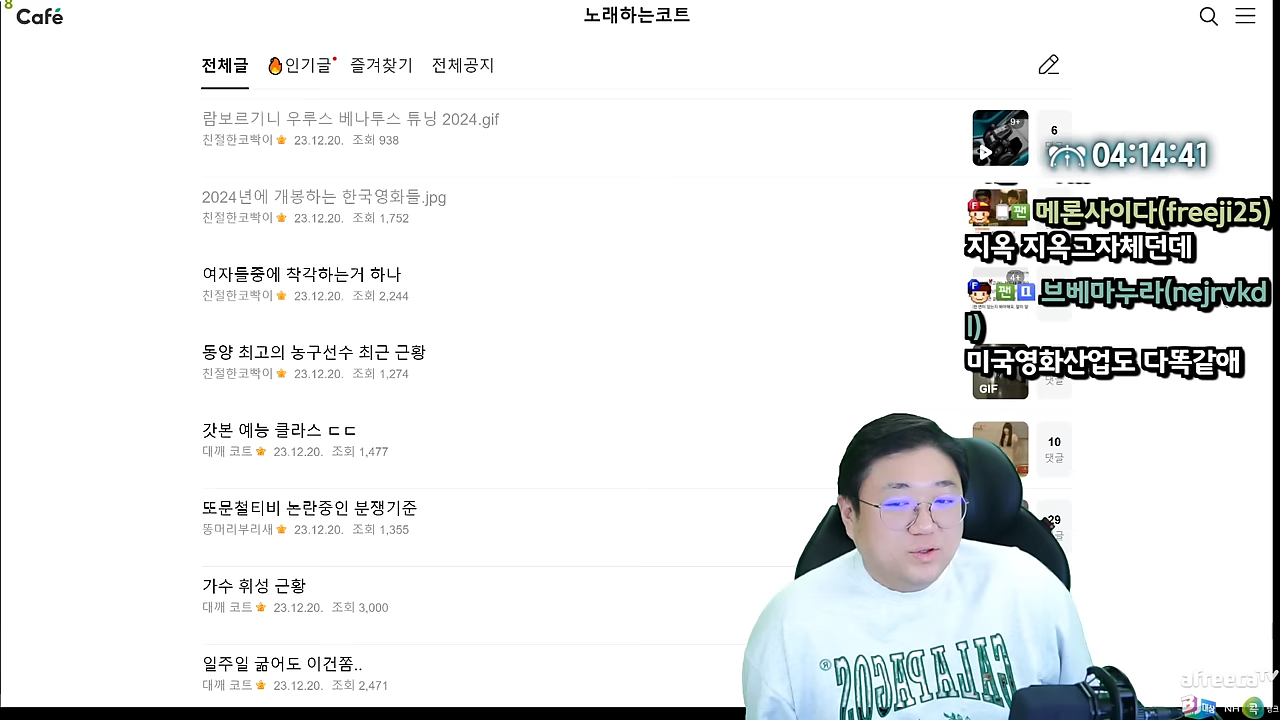 Café
노래하는코트
전체글 인기글 즐겨찾기 전체공지
람보르기니 우루스 베나투스 튜닝 2024.gif
친절한코빡이 23.12.20. 조회 938
9+
6
04:14:41
2024년에 개봉하는 한국영화들.jpg
친절한코빡이 23.12.20. 조회 1,752
팬 메론사이다(freeji25)
지옥 지옥그자체던데
여자들중에 착각하는거 하나
친절한코빡이 23.12.20. 조회 2,244
4+
팬 브베마누라(nejrvkd
l)
미국영화산업도 다똑같애
동양 최고의 농구선수 최근 근황
친절한코빡이 23.12.20. 조회 1,274
GIF
댓글
갓본 예능 클라스 ㄷㄷ
대깨 코트 23.12.20. 조회 1,477
10
댓글
또문철티비 논란중인 분쟁기준
똥머리부리새 23.12.20. 조회 1,355
29
가수 휘성 근황
대깨 코트 23.12.20. 조회 3,000
일주일 굶어도 이건쫌..
대깨 코트 23.12.20. 조회 2,471
GALAPAGOS
®
afreecaTV